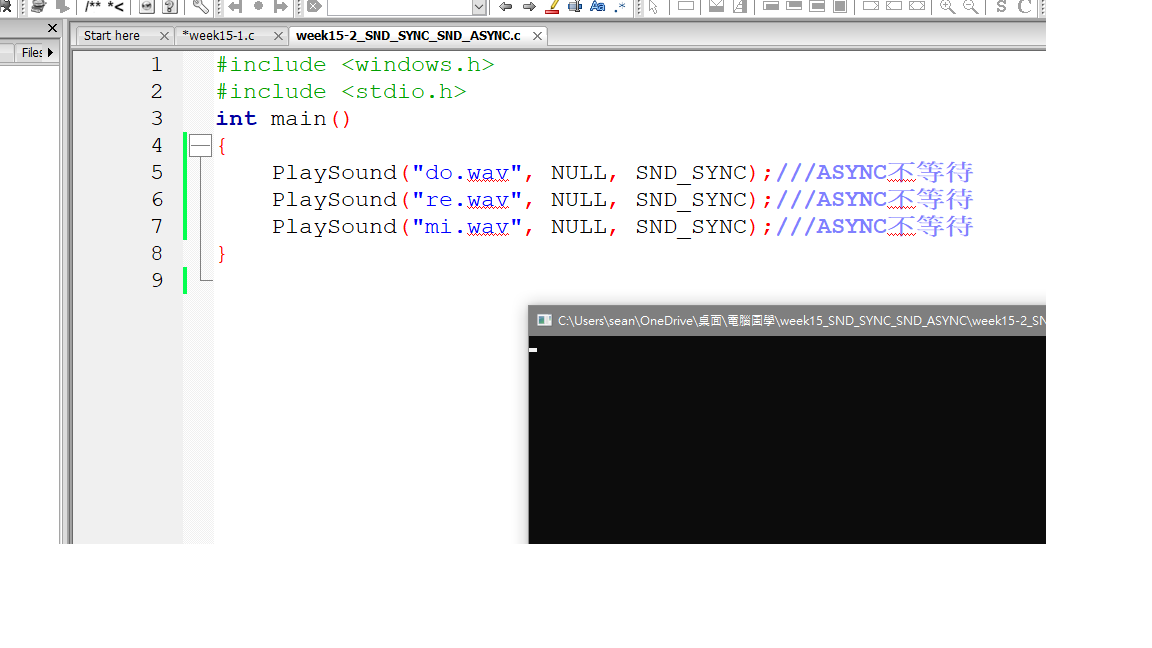 /** *<
Start here
*week15-1.c
week15-2_SND_SYNC_SND_ASYNC.c
Files
1 #include <windows.h>
2 #include <stdio.h>
3 int main()
4 {
5 PlaySound("do.wav", NULL, SND_SYNC);///ASYNC不等待
6 PlaySound("re.wav", NULL, SND_SYNC);///ASYNC不等待
7 PlaySound("mi.wav", NULL, SND_SYNC);///ASYNC不等待
8 }
9
C:\Users\sean\OneDrive\桌面\電腦圖學\week15_SND_SYNC_SND_ASYNC\week15-2_SN